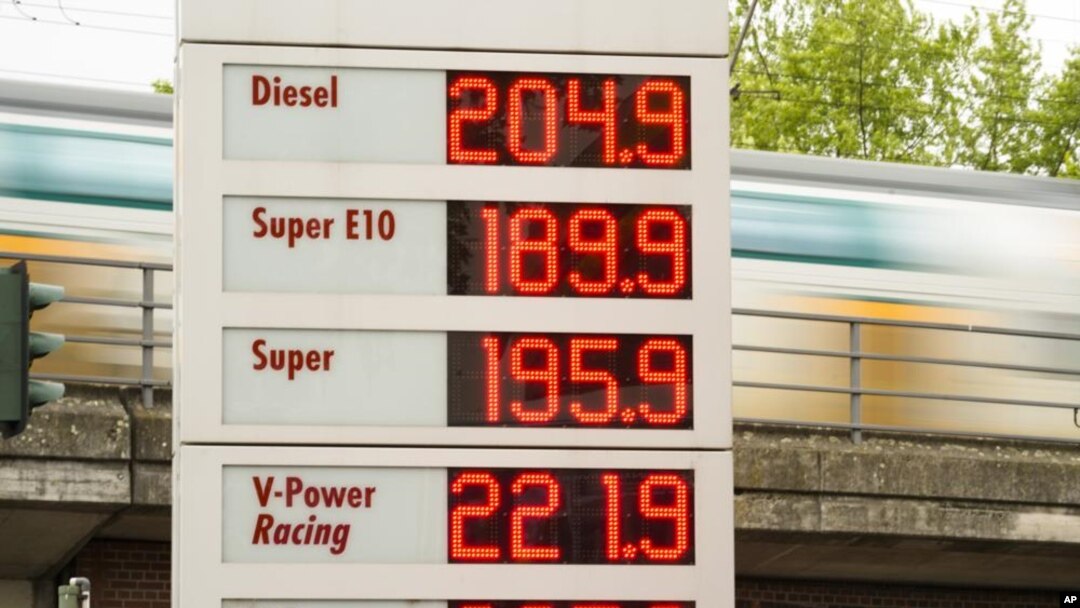 Diesel 204.9
Super E10 189.9
Super 195.9
V-Power 221.9
Racing
AP